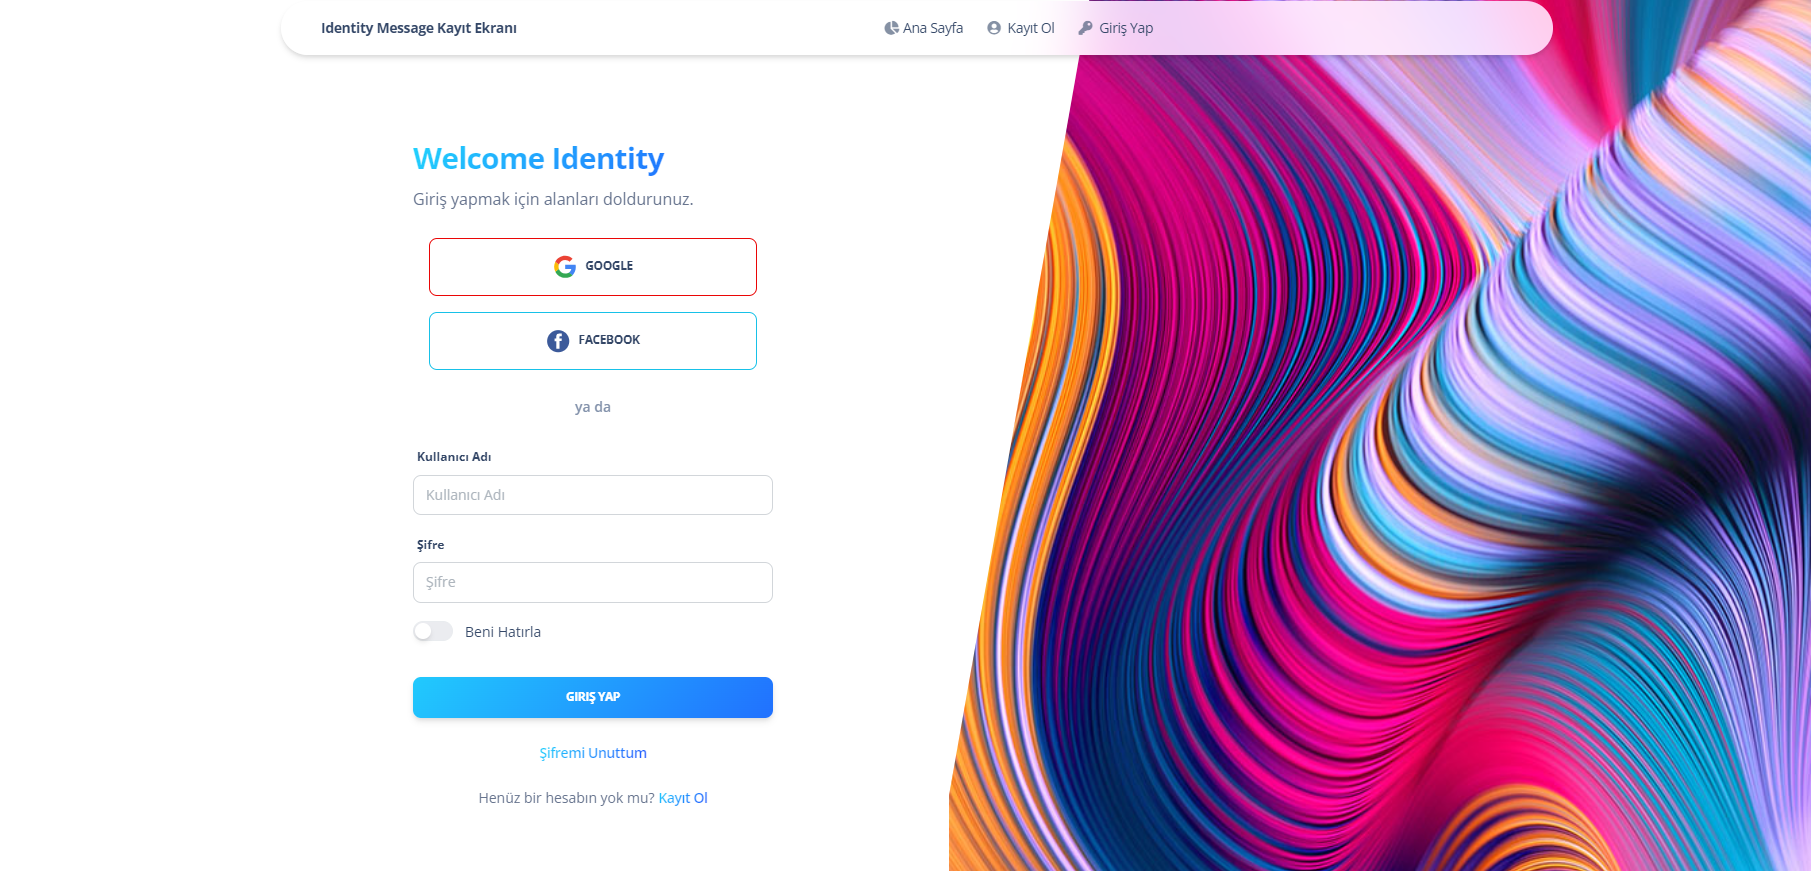 Identity Message Kayıt Ekranı
Ana Sayfa
Kayıt Ol
Giriş Yap
Welcome Identity
Giriş yapmak için alanları doldurunuz.
GOOGLE
FACEBOOK
ya da
Kullanıcı Adı
Kullanıcı Adı
Şifre
Şifre
Beni Hatırla
GIRIŞ YAP
Şifremi Unuttum
Henüz bir hesabın yok mu? Kayıt Ol